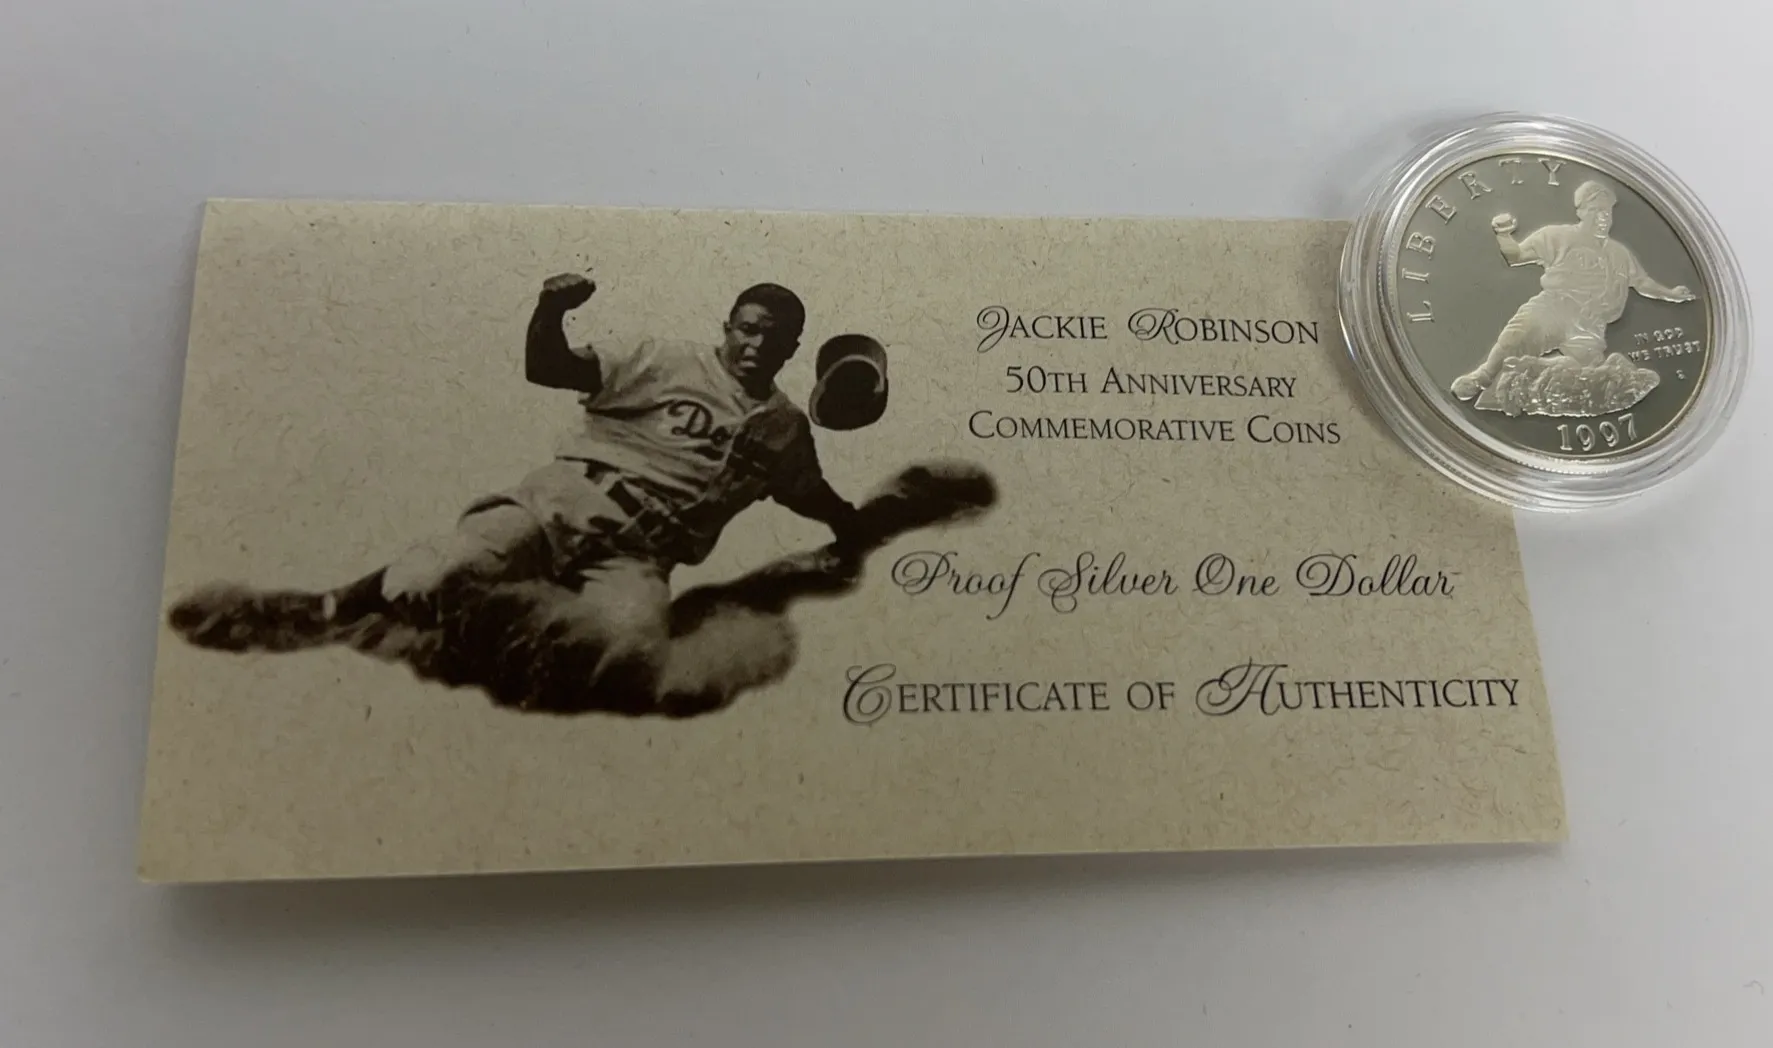 Jackie Robinson
50th Anniversary
Commemorative Coins
Proof Silver One Dollar
Certificate of Authenticity
Do
LIBERTY
IN GOD
WE TRUST
S
1997